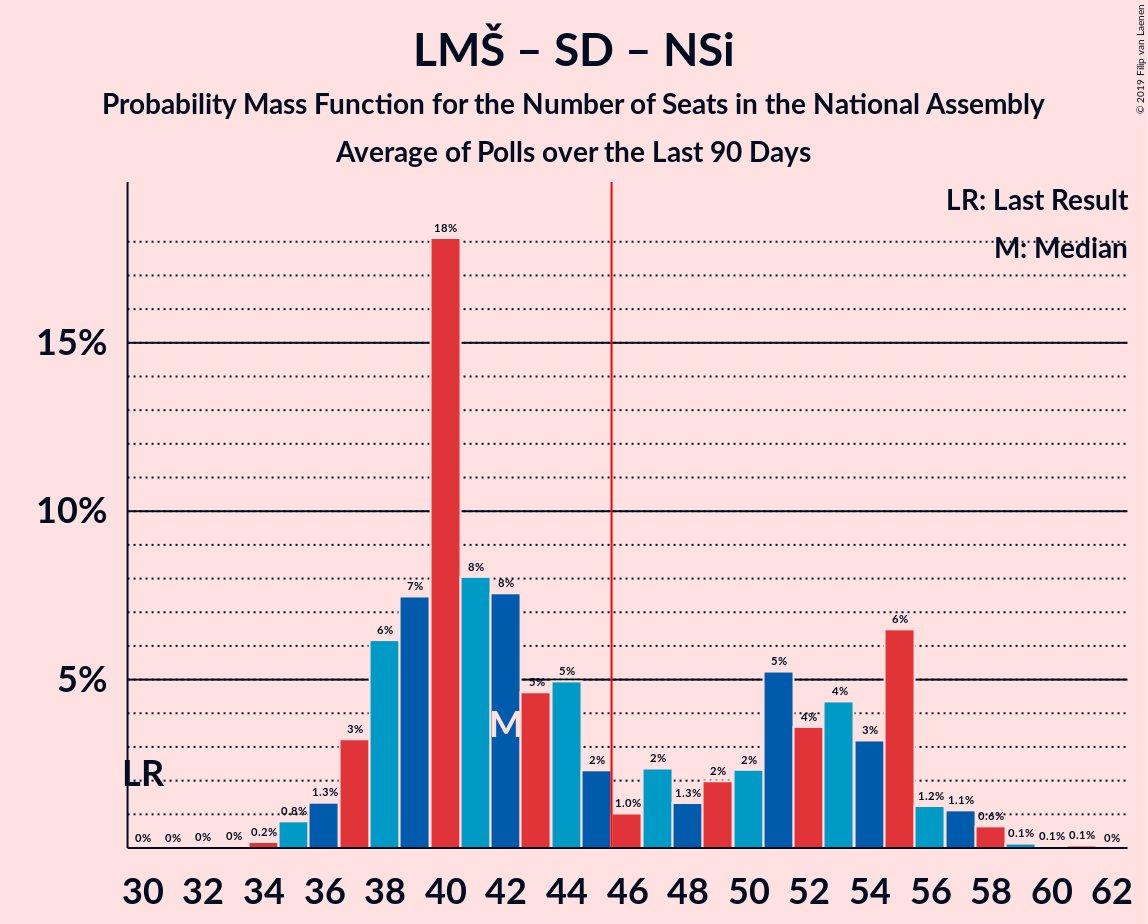 LMŠ – SD – NSi
Probability Mass Function for the Number of Seats in the National Assembly
Average of Polls over the Last 90 Days
© 2019 Filip van Laenen
LR: Last Result
M: Median
15%
10%
5%
LR
M
0% 0% 0% 0% 0.2% 0.8% 1.3% 3% 6% 7% 18% 8% 8% 5% 5% 2% 1.0% 2% 1.3% 2% 2% 5% 4% 4% 3% 6% 1.2% 1.1% 0.6% 0.1% 0.1% 0.1% 0%
30 32 34 36 38 40 42 44 46 48 50 52 54 56 58 60 62